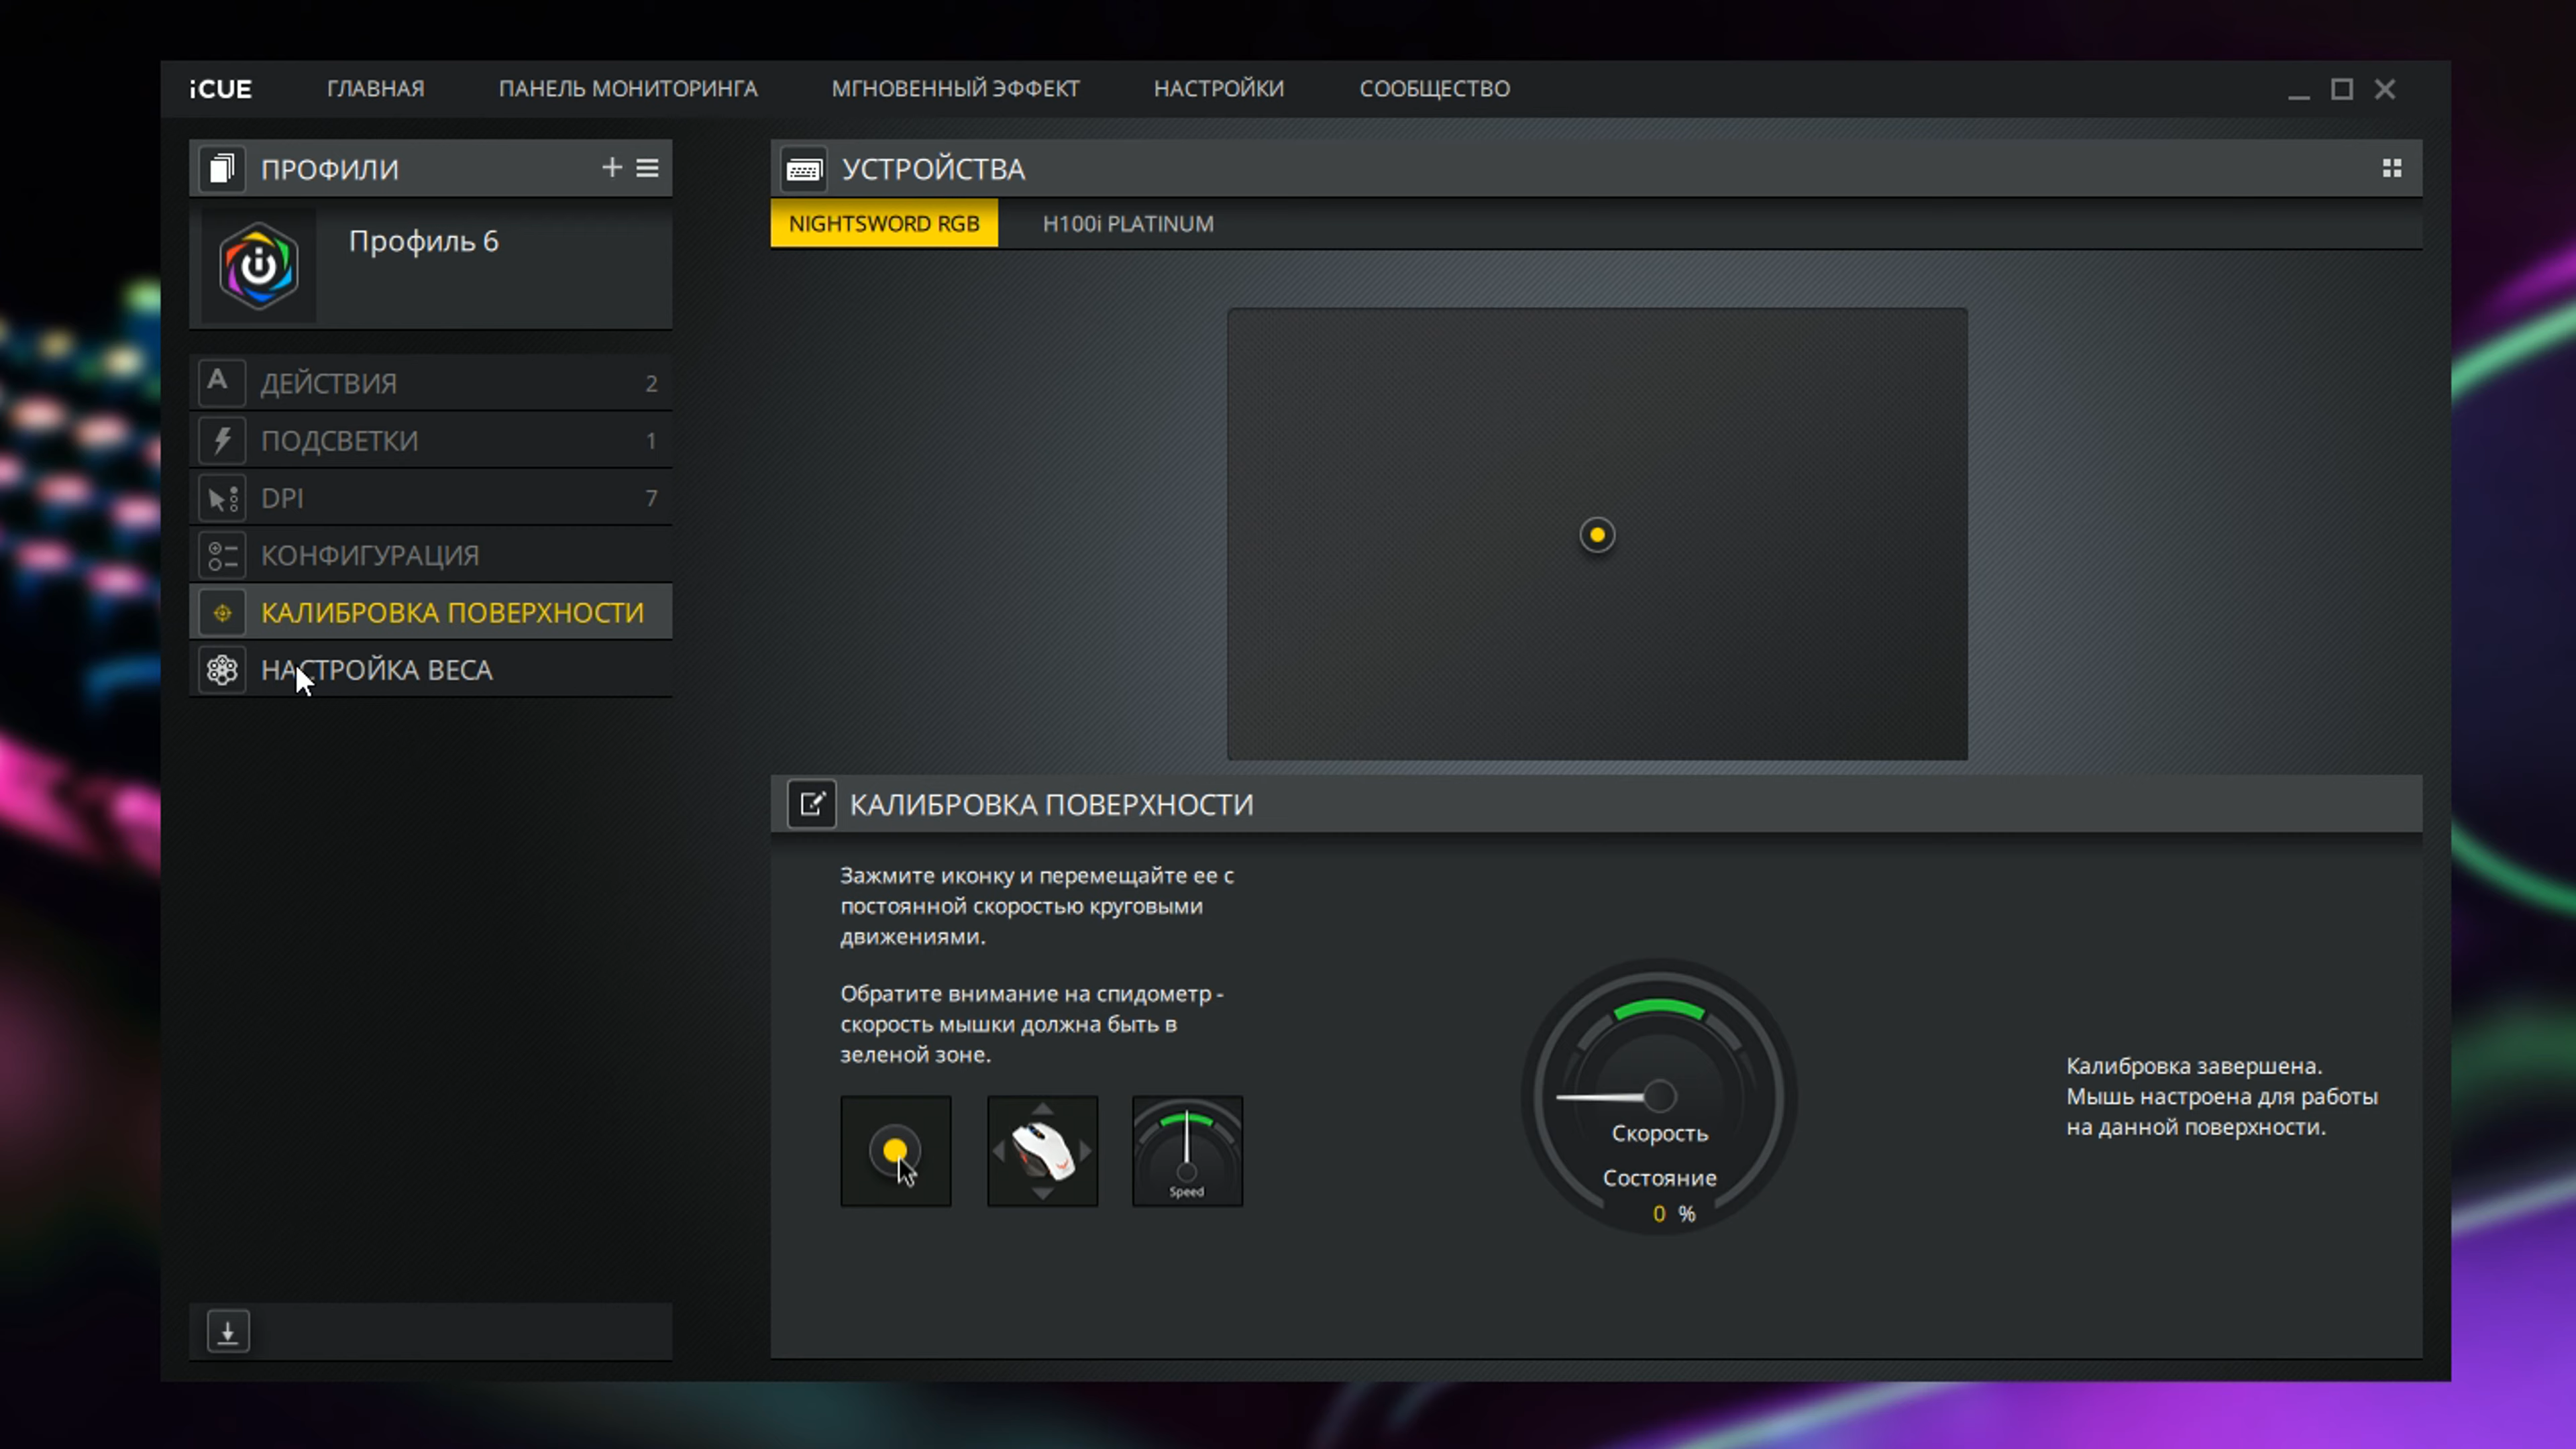 iCUE ГЛАВНАЯ ПАНЕЛЬ МОНИТОРИНГА МГНОВЕННЫЙ ЭФФЕКТ НАСТРОЙКИ СООБЩЕСТВО
ПРОФИЛИ
Профиль 6
A ДЕЙСТВИЯ 2
ПОДСВЕТКИ 1
DPI 7
КОНФИГУРАЦИЯ
КАЛИБРОВКА ПОВЕРХНОСТИ
НАСТРОЙКА ВЕСА
УСТРОЙСТВА
NIGHTSWORD RGB H100i PLATINUM
КАЛИБРОВКА ПОВЕРХНОСТИ
Зажмите иконку и перемещайте ее с
постоянной скоростью круговыми
движениями.
Обратите внимание на спидометр -
скорость мышки должна быть в
зеленой зоне.
Speed
Скорость
Состояние
0 %
Калибровка завершена.
Мышь настроена для работы
на данной поверхности.